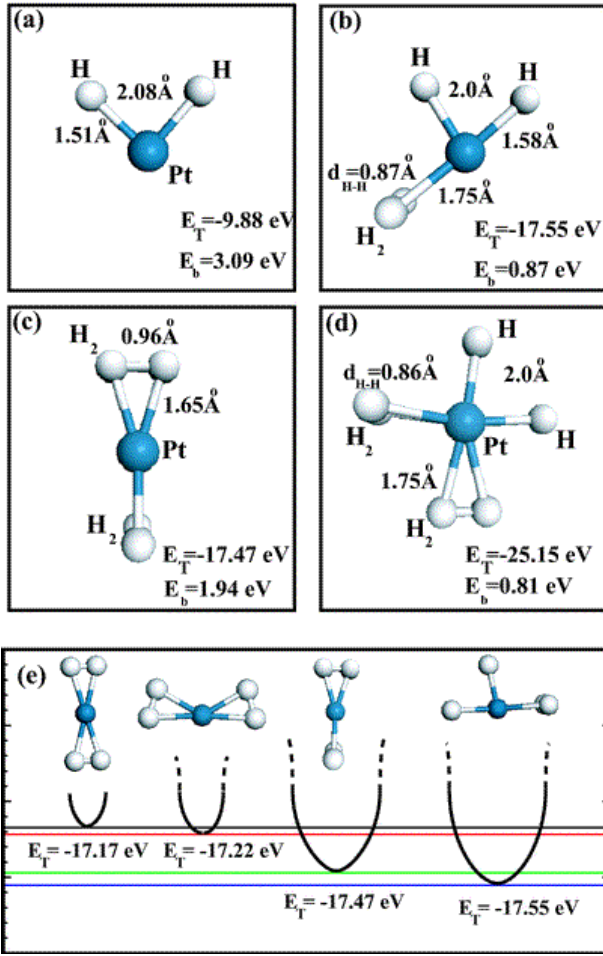 (a)
H H
2.08Å
1.51Å
Pt
E_T=-9.88 eV
E_b=3.09 eV
(b)
H H
2.0Å
1.58Å
d_H-H=0.87Å
1.75Å
H_2
E_T=-17.55 eV
E_b=0.87 eV
(c)
0.96Å
H_2
1.65Å
Pt
H_2
E_T=-17.47 eV
E_b=1.94 eV
(d)
H
d_H-H=0.86Å
2.0Å
H_2 Pt H
1.75Å
H_2
E_T=-25.15 eV
E_b=0.81 eV
(e)
E_T= -17.17 eV E_T= -17.22 eV
E_T= -17.47 eV E_T= -17.55 eV